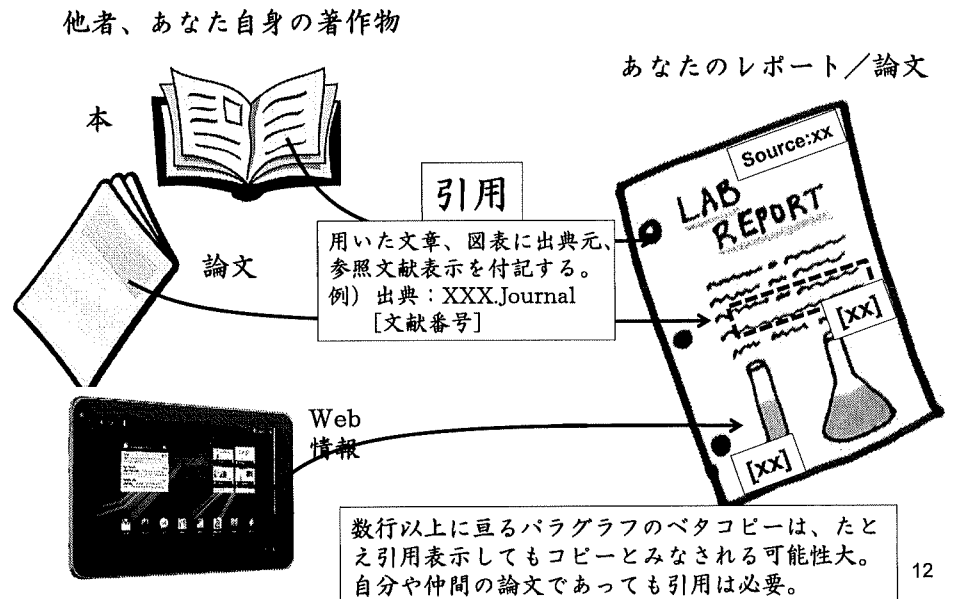 他者、あなた自身の著作物
あなたのレポート／論文
本
Source:xx
LAB
REPORT
引用
用いた文章、図表に出典元、
参照文献表示を付記する。
例）出典：XXX.Journal
[文献番号]
論文
[xx]
Web
情報
[xx]
数行以上に亘るパラグラフのベタコピーは、たと
え引用表示してもコピーとみなされる可能性大。
自分や仲間の論文であっても引用は必要。
12